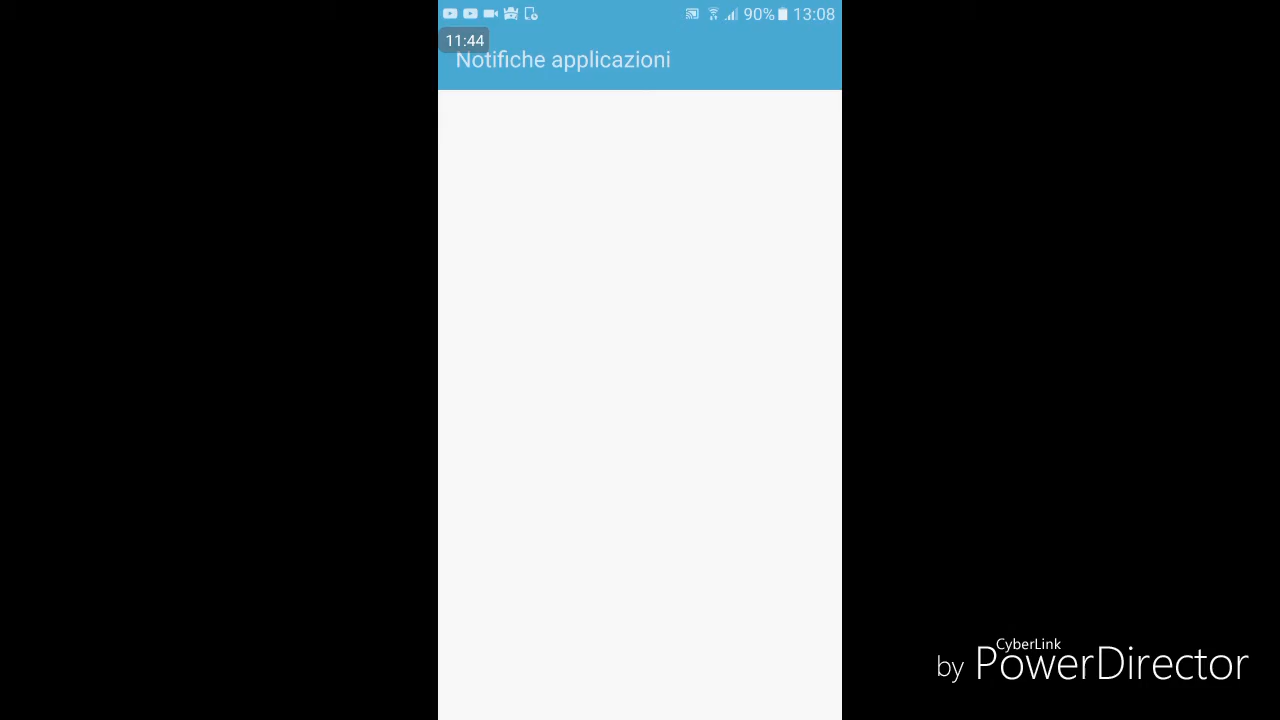 90% 13:08
11:44
Notifiche applicazioni
CyberLink
by PowerDirector